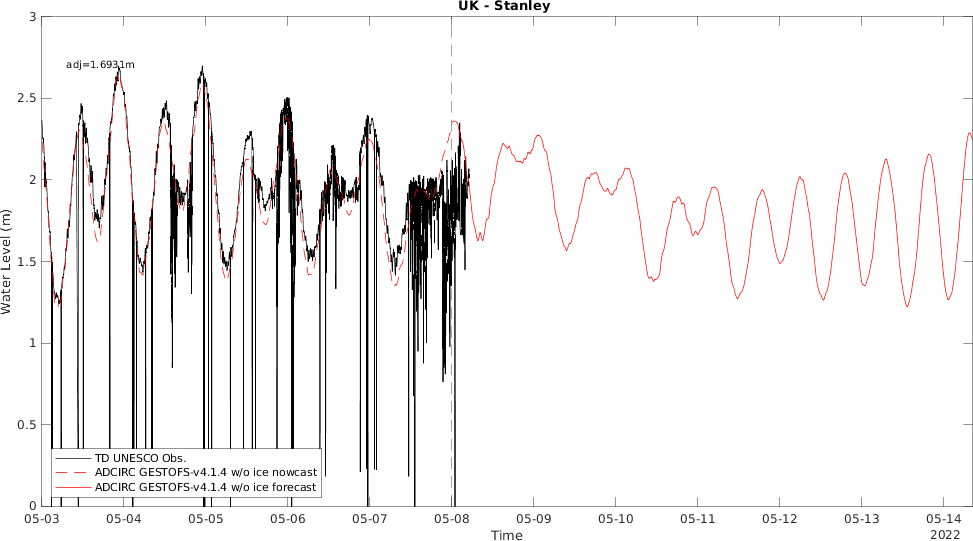 UK - Stanley
3
adj=1.6931m
2.5
2
1.5
1
0.5
0
Water Level (m)
TD UNESCO Obs.
ADCIRC GESTOFS-v4.1.4 w/o ice nowcast
ADCIRC GESTOFS-v4.1.4 w/o ice forecast
05-03 05-04 05-05 05-06 05-07 05-08 05-09 05-10 05-11 05-12 05-13 05-14
2022
Time